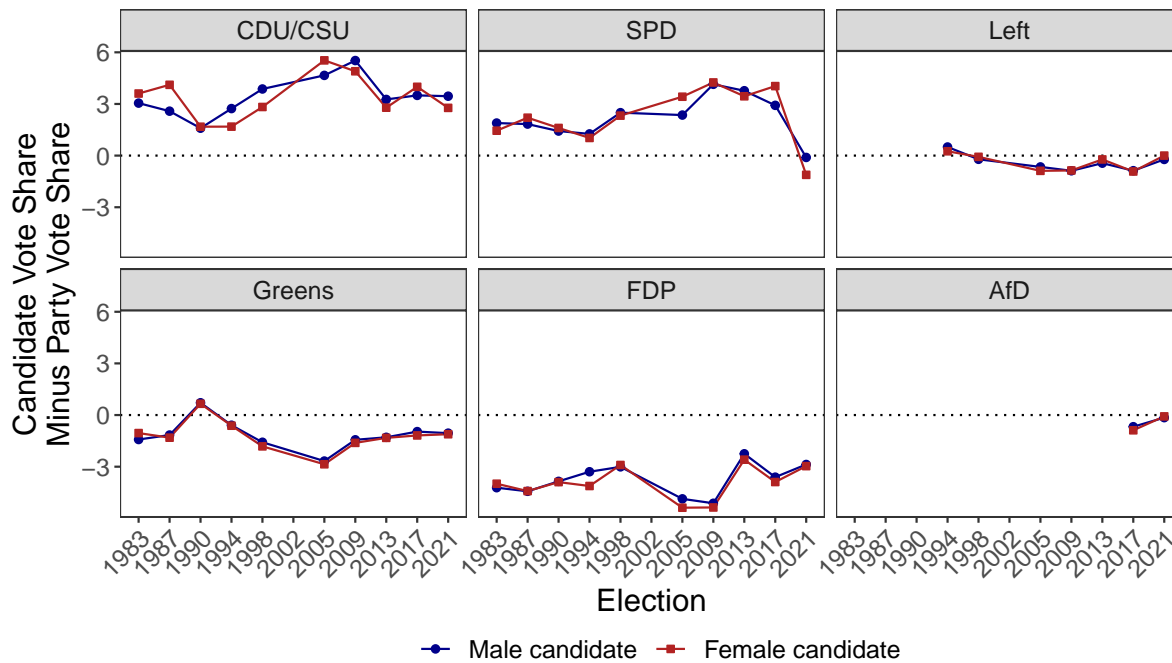 CDU/CSU
SPD
Left
6
3
0
−3
Greens
FDP
AfD
6
3
0
−3
Candidate Vote Share
Minus Party Vote Share
1983 1987 1990 1994 1998 2002 2005 2009 2013 2017 2021
1983 1987 1990 1994 1998 2002 2005 2009 2013 2017 2021
1983 1987 1990 1994 1998 2002 2005 2009 2013 2017 2021
Election
Male candidate Female candidate